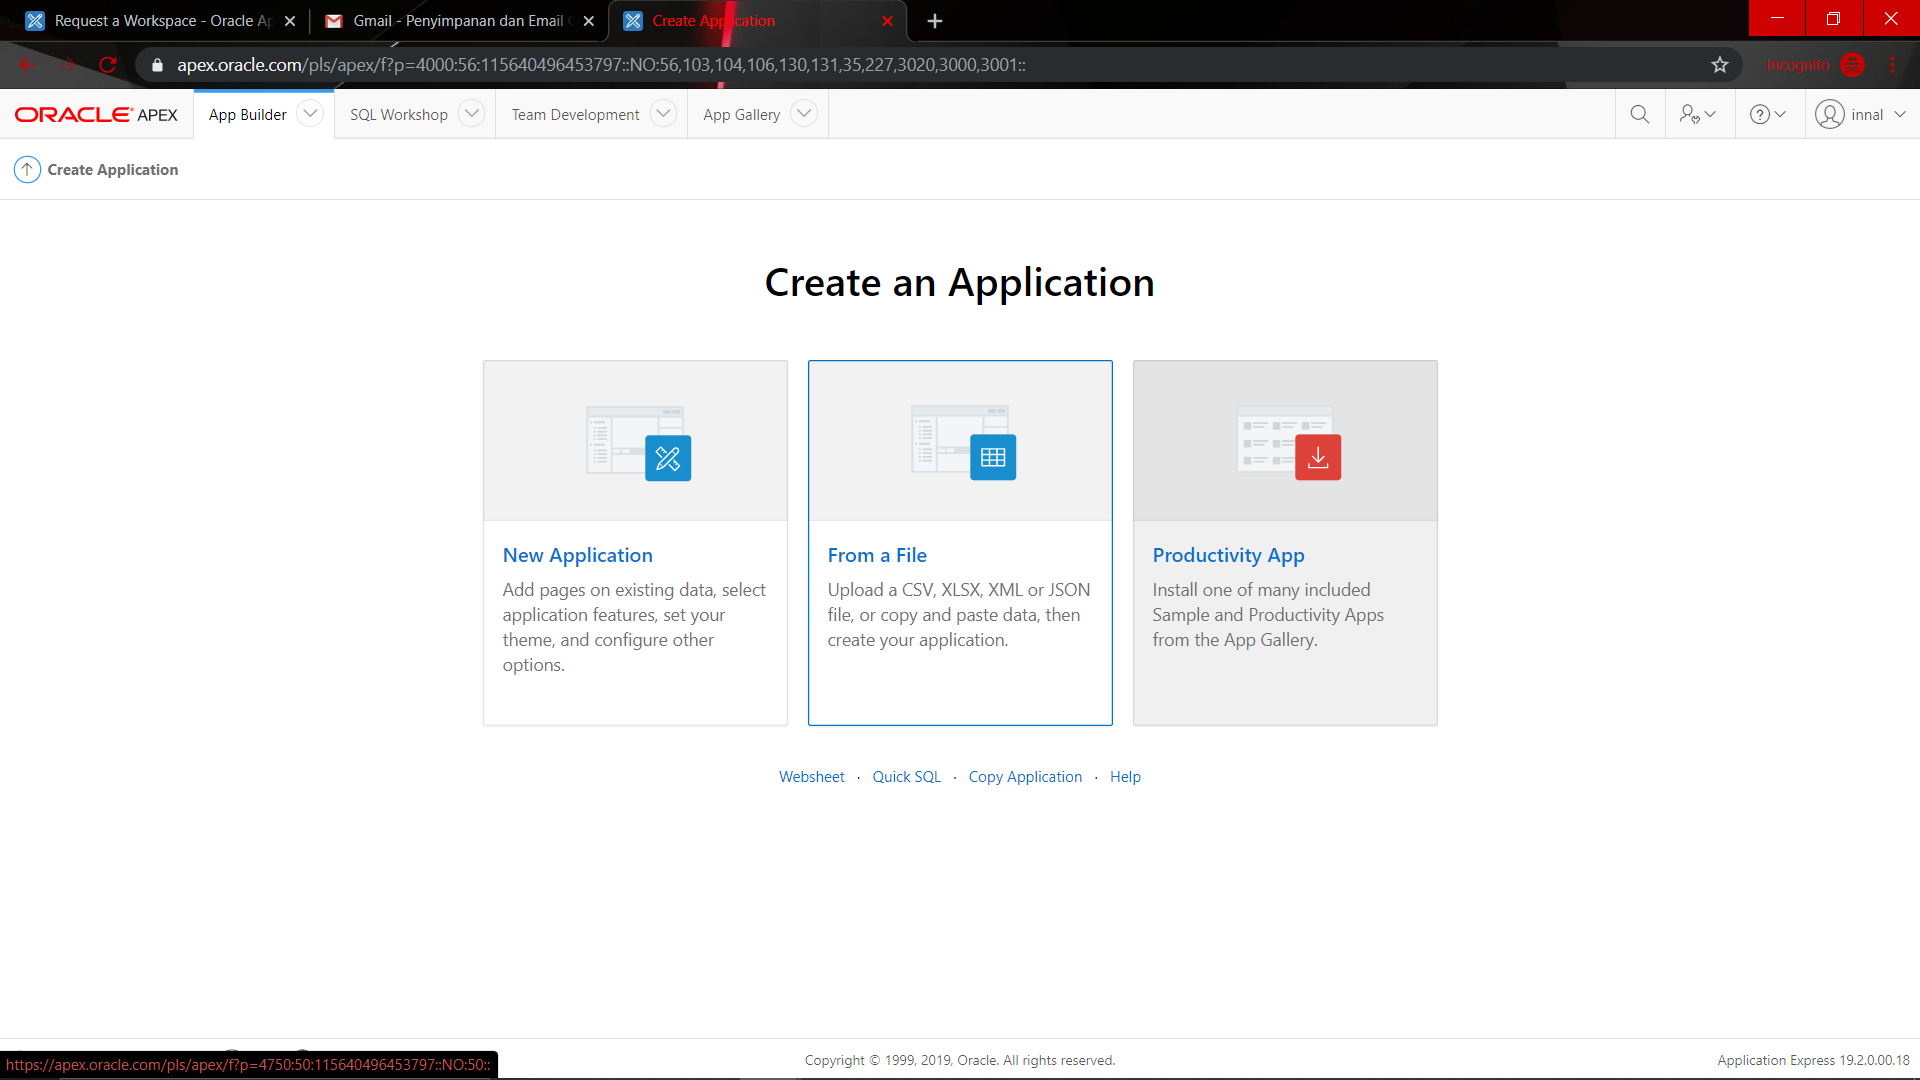 Request a Workspace - Oracle Ap
Gmail - Penyimpanan dan Email
Create Application
apex.oracle.com/pls/apex/f?p=4000:56:115640496453797::NO:56,103,104,106,130,131,35,227,3020,3000,3001::
Incognito
ORACLE APEX
App Builder
SQL Workshop
Team Development
App Gallery
innal
Create Application
Create an Application
New Application
Add pages on existing data, select
application features, set your
theme, and configure other
options.
From a File
Upload a CSV, XLSX, XML or JSON
file, or copy and paste data, then
create your application.
Productivity App
Install one of many included
Sample and Productivity Apps
from the App Gallery.
Websheet · Quick SQL · Copy Application · Help
https://apex.oracle.com/pls/apex/f?p=4750:50:115640496453797::NO:50::
Copyright © 1999, 2019, Oracle. All rights reserved.
Application Express 19.2.0.00.18